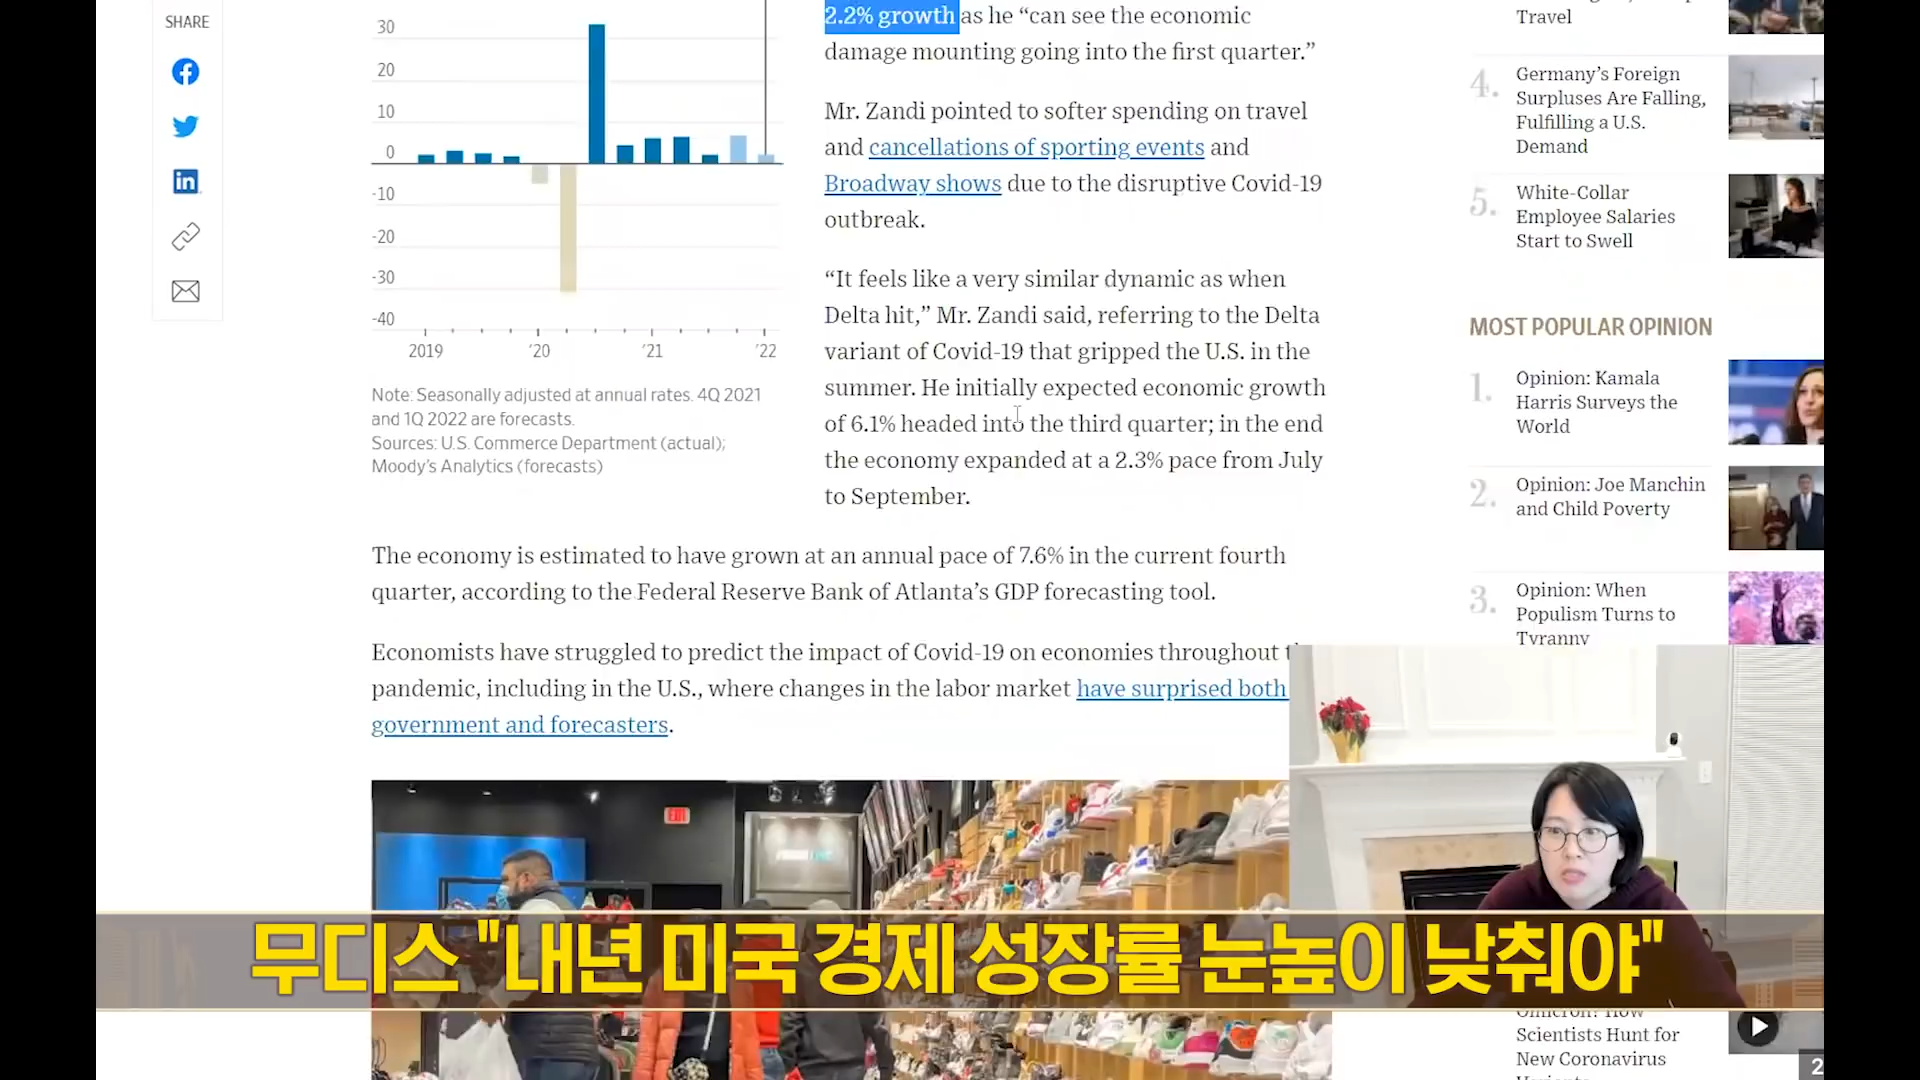 SHARE
30
20
10
0
-10
-20
-30
-40
2019
'20
'21
'22
Note: Seasonally adjusted at annual rates. 4Q 2021
and 1Q 2022 are forecasts.
Sources: U.S. Commerce Department (actual);
Moody's Analytics (forecasts)
2.2% growth as he “can see the economic
damage mounting going into the first quarter.”
Mr. Zandi pointed to softer spending on travel
and cancellations of sporting events and
Broadway shows due to the disruptive Covid-19
outbreak.
“It feels like a very similar dynamic as when
Delta hit,” Mr. Zandi said, referring to the Delta
variant of Covid-19 that gripped the U.S. in the
summer. He initially expected economic growth
of 6.1% headed into the third quarter; in the end
the economy expanded at a 2.3% pace from July
to September.
The economy is estimated to have grown at an annual pace of 7.6% in the current fourth
quarter, according to the Federal Reserve Bank of Atlanta's GDP forecasting tool.
Economists have struggled to predict the impact of Covid-19 on economies throughout
pandemic, including in the U.S., where changes in the labor market have surprised both
government and forecasters.
Travel
4. Germany's Foreign
Surpluses Are Falling,
Fulfilling a U.S.
Demand
5. White-Collar
Employee Salaries
Start to Swell
MOST POPULAR OPINION
1. Opinion: Kamala
Harris Surveys the
World
2. Opinion: Joe Manchin
and Child Poverty
3. Opinion: When
Populism Turns to
Tyranny
EXIT
무디스 "내년 미국 경제 성장률 눈높이 낮춰야"
Omicron: How
Scientists Hunt for
New Coronavirus
2